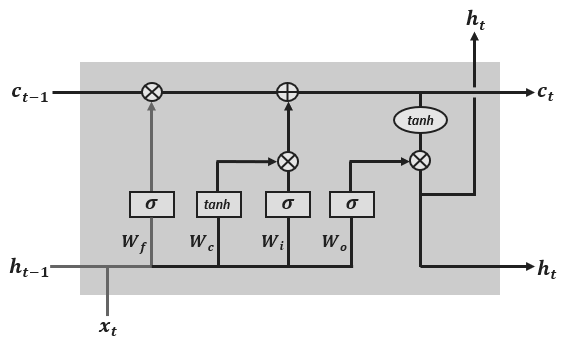 h_t
c_{t-1}
c_t
tanh
σ
tanh
σ
σ
W_f
W_c
W_i
W_o
h_{t-1}
h_t
x_t